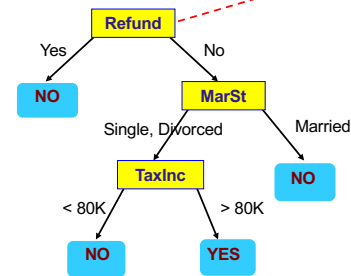 Refund
Yes
No
NO
MarSt
Single, Divorced
Married
TaxInc
NO
< 80K
> 80K
NO
YES